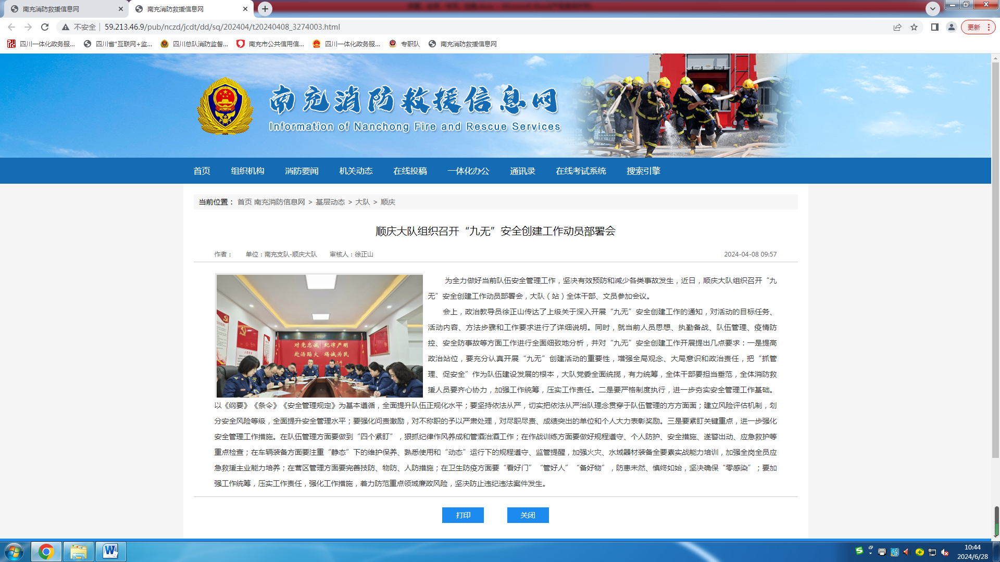 南充消防救援信息网
南充消防救援信息网
不安全 59.213.46.9/pub/nczd/jcdt/dd/sq/202404/t20240408_3274003.html
更新
四川一体化政务服... 四川省"互联网+监... 四川总队消防监督... 南充市公共信用信... 四川一体化政务服... 专职队 南充消防救援信息网
南充消防救援信息网
Information of Nanchong Fire and Rescue Services
首页 组织机构 消防要闻 机关动态 在线投稿 一体化办公 通讯录 在线考试系统 搜索引擎
当前位置： 首页 南充消防信息网 > 基层动态 > 大队 > 顺庆
顺庆大队组织召开“九无”安全创建工作动员部署会
作者： 单位：南充支队-顺庆大队 审核人：徐正山 2024-04-08 09:57
为全力做好当前队伍安全管理工作，坚决有效预防和减少各类事故发生，近日，顺庆大队组织召开“九
无”安全创建工作动员部署会，大队（站）全体干部、文员参加会议。
会上，政治教导员徐正山传达了上级关于深入开展“九无”安全创建工作的通知，对活动的目标任务、
活动内容、方法步骤和工作要求进行了详细说明。同时，就当前人员思想、执勤备战、队伍管理、疫情防
控、安全防事故等方面工作进行全面细致地分析，并对“九无”安全创建工作开展提出几点要求：一是提高
政治站位，要充分认真开展“九无”创建活动的重要性，增强全局观念、大局意识和政治责任，把“抓管
理、促安全”作为队伍建设发展的根本，大队党委全面统揽，有力统筹，全体干部要担当垂范，全体消防救
援人员要齐心协力，加强工作统筹，压实工作责任。二是要严格制度执行，进一步夯实安全管理工作基础。
以《纲要》《条令》《安全管理规定》为基本遵循，全面提升队伍正规化水平；要坚持依法从严，切实把依法从严治队理念贯穿于队伍管理的方方面面；建立风险评估机制，划
分安全风险等级，全面提升安全管理水平；要强化问责激励，对不称职的予以严肃处理，对尽职尽责、成绩突出的单位和个人大力表彰奖励。三是要紧盯关键重点，进一步强化
安全管理工作措施。在队伍管理方面要做到“四个紧盯”，狠抓纪律作风养成和管酒治酒工作；在作战训练方面要做好规程遵守、个人防护、安全措施、遂警出动、应急救护等
重点检查；在车辆装备方面要注重“静态”下的维护保养、熟悉使用和“动态”运行下的规程遵守、监管提醒，加强火灾、水域器材装备全要素实战能力培训，加强全岗全员应
急救援主业能力培养；在营区管理方面要完善技防、物防、人防措施；在卫生防疫方面要“看好门”“管好人”“备好物”，防患未然、慎终如始，坚决确保“零感染”；要加
强工作统筹，压实工作责任，强化工作措施，着力防范重点领域廉政风险，坚决防止违纪违法案件发生。
对党忠诚 纪律严明
赴汤蹈火 竭诚为民
打印 关闭
10:44
2024/6/28